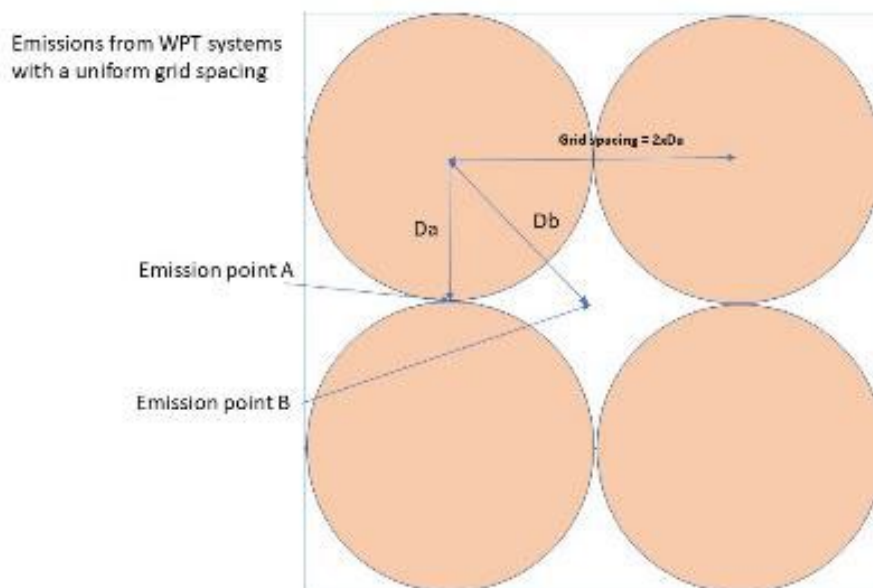 Emissions from WPT systems
with a uniform grid spacing
Grid spacing = 2xDa
Da
Db
Emission point A
Emission point B